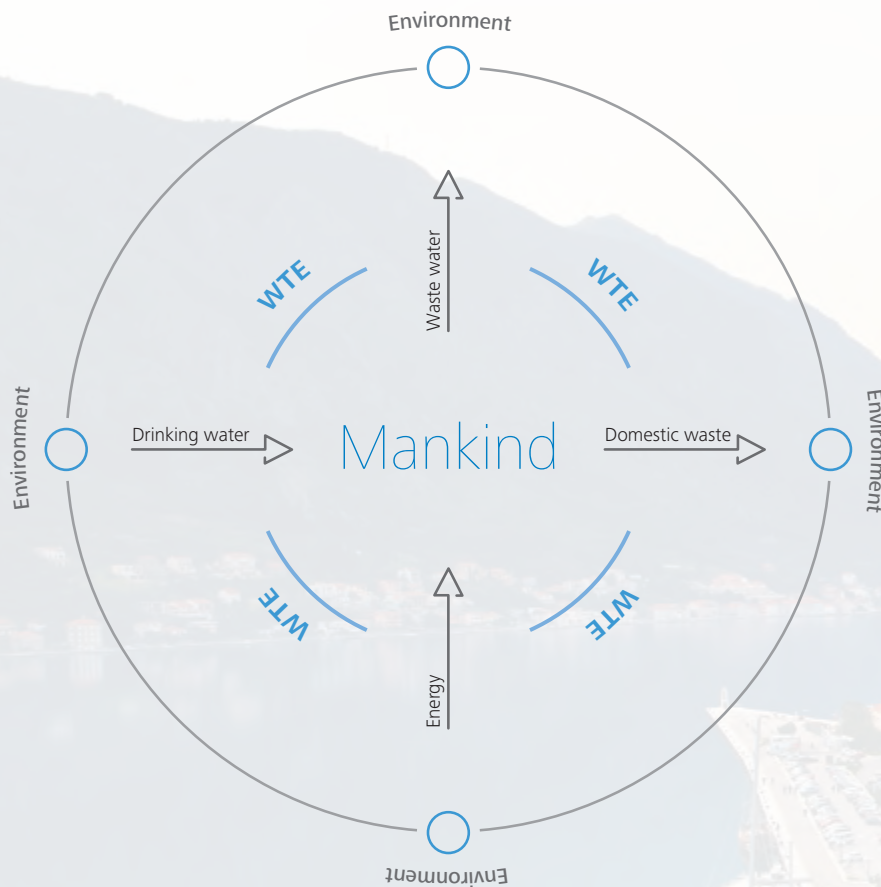 Environment
Waste water
WTE
WTE
Environment
Drinking water
Mankind
Domestic waste
Environment
WTE
WTE
Energy
Environment